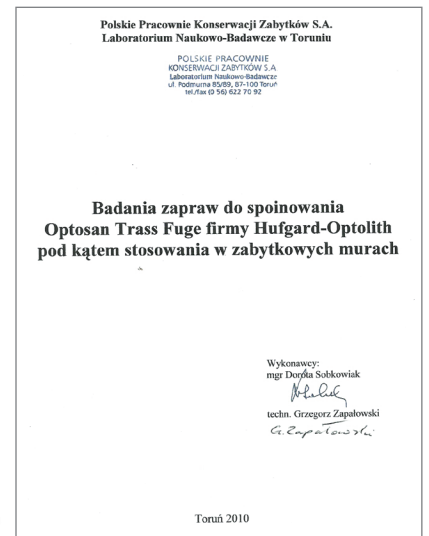 Polskie Pracownie Konserwacji Zabytków S.A.
Laboratorium Naukowo-Badawcze w Toruniu
POLSKIE PRACOWNIE
KONSERWACJI ZABYTKÓW S.A
Laboratorium Naukowo-Badawcze
ul. Podmurna 85/89, 87-100 Toruń
tel./fax (0 56) 622 70 92
Badania zapraw do spoinowania
Optosan Trass Fuge firmy Hufgard-Optolith
pod kątem stosowania w zabytkowych murach
Wykonawcy:
mgr Dorota Sobkowiak
techn. Grzegorz Zapałowski
G. Zapałowski
Toruń 2010